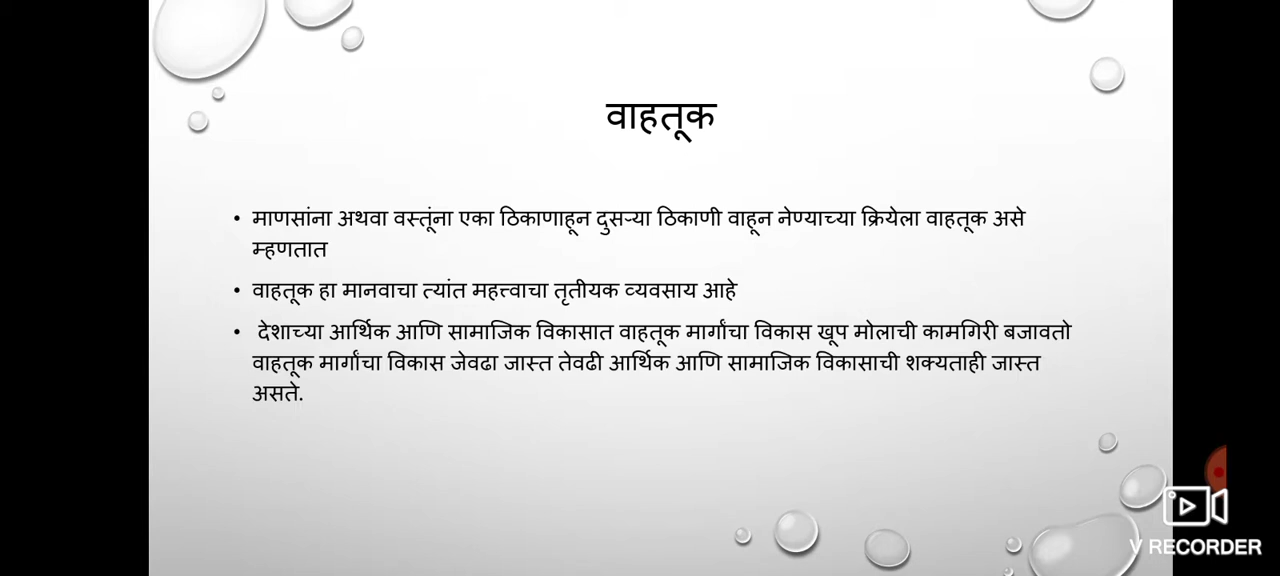 वाहतूक
• माणसांना अथवा वस्तूंना एका ठिकाणाहून दुसऱ्या ठिकाणी वाहून नेण्याच्या क्रियेला वाहतूक असे
म्हणतात
• वाहतूक हा मानवाचा त्यांत महत्त्वाचा तृतीयक व्यवसाय आहे
• देशाच्या आर्थिक आणि सामाजिक विकासात वाहतूक मार्गांचा विकास खूप मोलाची कामगिरी बजावतो
वाहतूक मार्गांचा विकास जेवढा जास्त तेवढी आर्थिक आणि सामाजिक विकासाची शक्यताही जास्त
असते.
V RECORDER